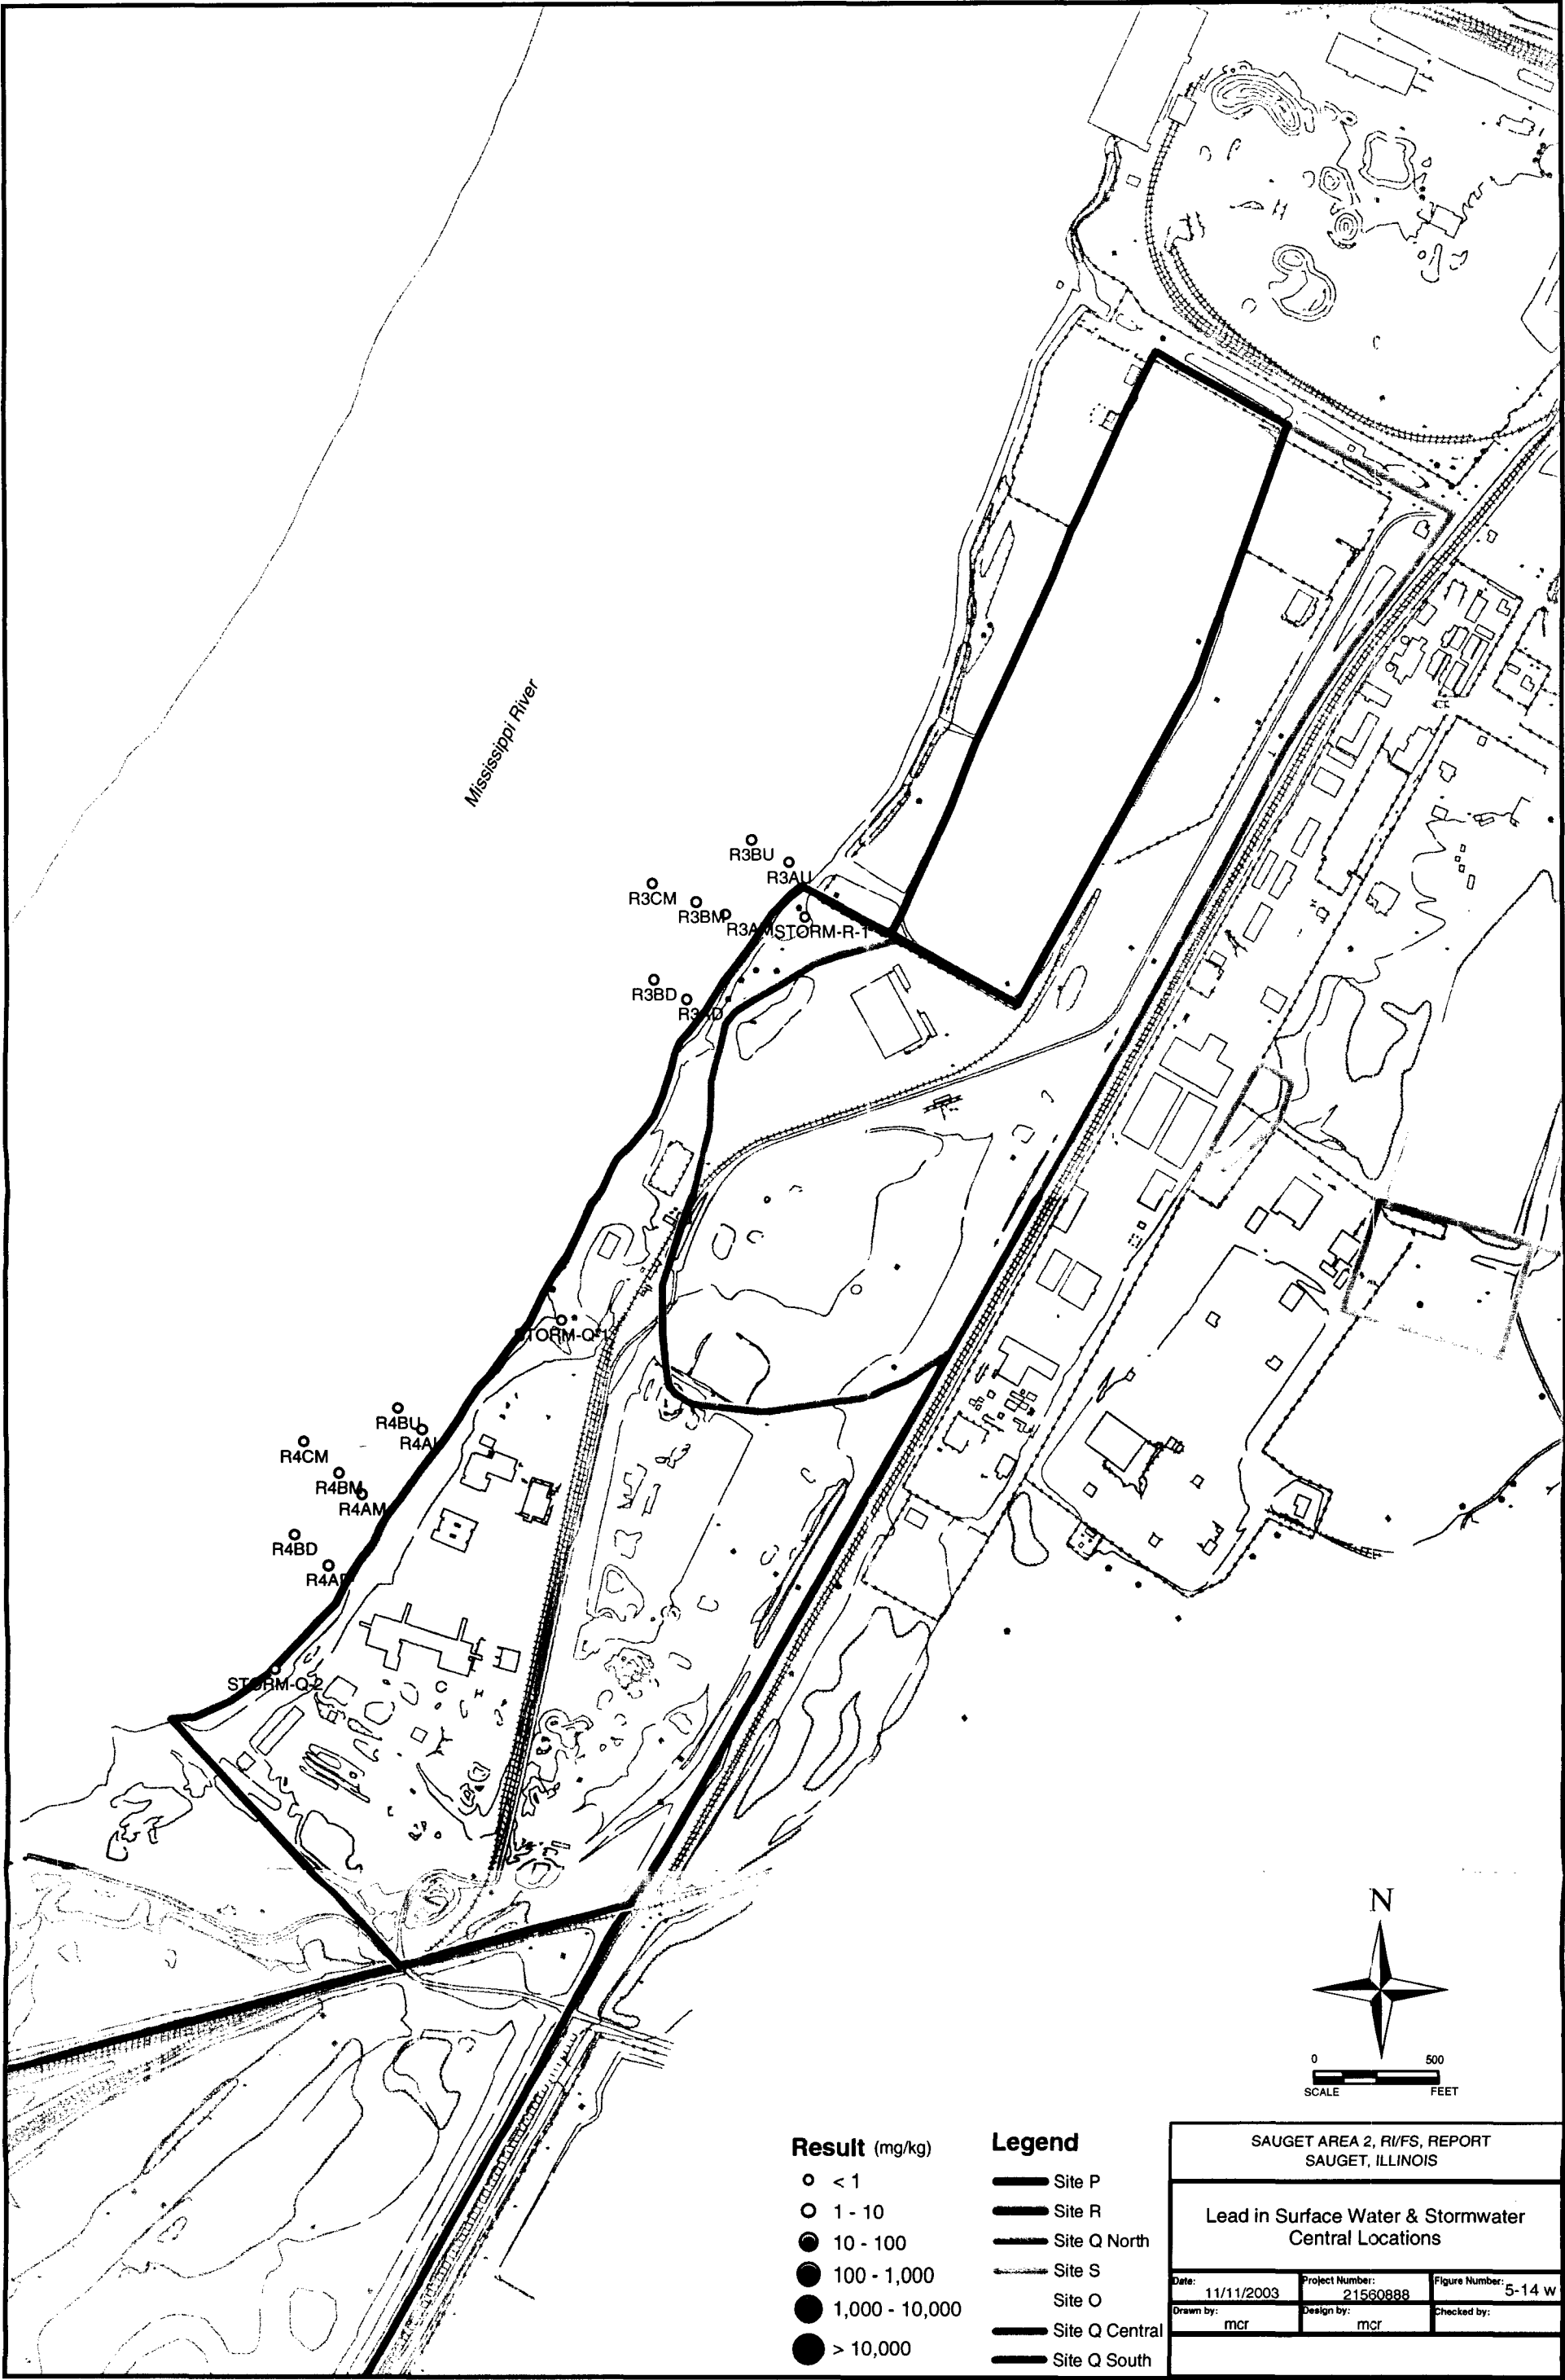 Mississippi River
R3BU
R3AU
R3CM
R3BM
R3AM
STORM-R-1
R3BD
STORM-Q-1
R4BU
R4CM
R4BM
R4AM
R4BD
STORM-Q-2
N
0 500
SCALE FEET
Result (mg/kg)
< 1
1 - 10
10 - 100
100 - 1,000
1,000 - 10,000
> 10,000
Legend
Site P
Site R
Site Q North
Site S
Site O
Site Q Central
Site Q South
SAUGET AREA 2, RI/FS, REPORT
SAUGET, ILLINOIS
Lead in Surface Water & Stormwater
Central Locations
Date: 11/11/2003
Project Number: 21560888
Figure Number: 5-14 w
Drawn by: mcr
Design by: mcr
Checked by: